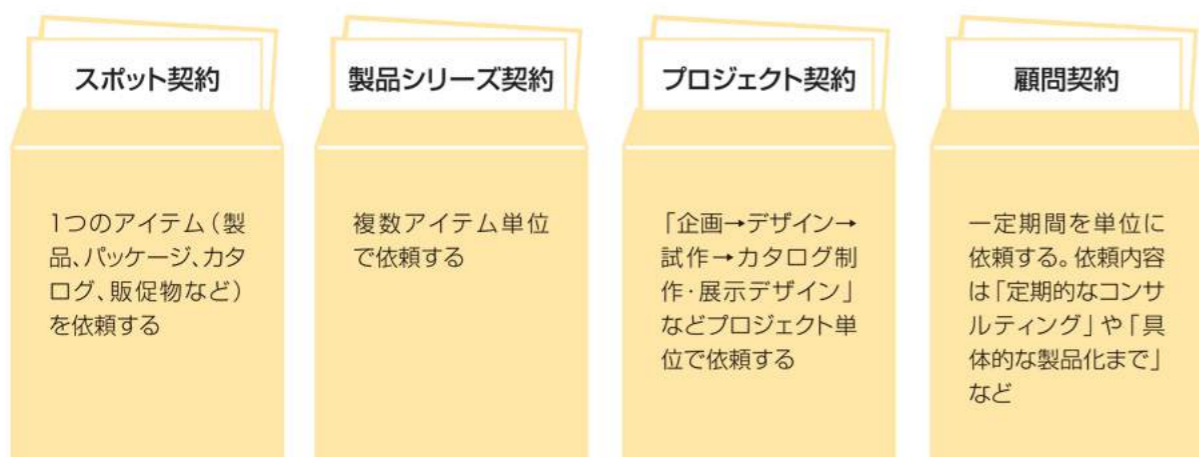 スポット契約
1つのアイテム(製
品、パッケージ、カタ
ログ、販促物など)
を依頼する
製品シリーズ契約
複数アイテム単位
で依頼する
プロジェクト契約
「企画→デザイン→
試作→カタログ制
作・展示デザイン」
などプロジェクト単
位で依頼する
顧問契約
一定期間を単位に
依頼する。依頼内容
は「定期的なコンサ
ルティング」や「具
体的な製品化まで」
など